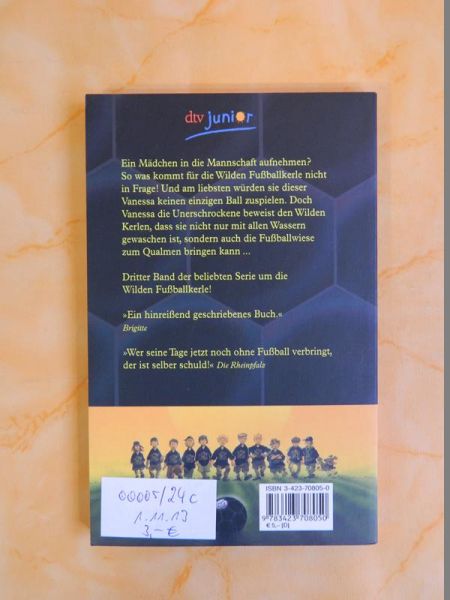 dtv junior
Ein Mädchen in die Mannschaft aufnehmen?
So was kommt für die Wilden Fußballkerle nicht
in Frage! Und am liebsten würden sie dieser
Vanessa keinen einzigen Ball zuspielen. Doch
Vanessa die Unerschrockene beweist den Wilden
Kerlen, dass sie nicht nur mit allen Wassern
gewaschen ist, sondern auch die Fußballwiese
zum Qualmen bringen kann ...
Dritter Band der beliebten Serie um die
Wilden Fußballkerle!
»Ein hinreißend geschriebenes Buch.«
Brigitte
»Wer seine Tage jetzt noch ohne Fußball verbringt,
der ist selber schuld!« Die Rheinpfalz
00005/24c
1.11.13
3,-€
ISBN 3-423-70805-0
9 783423 708050
€ 5,– [D]